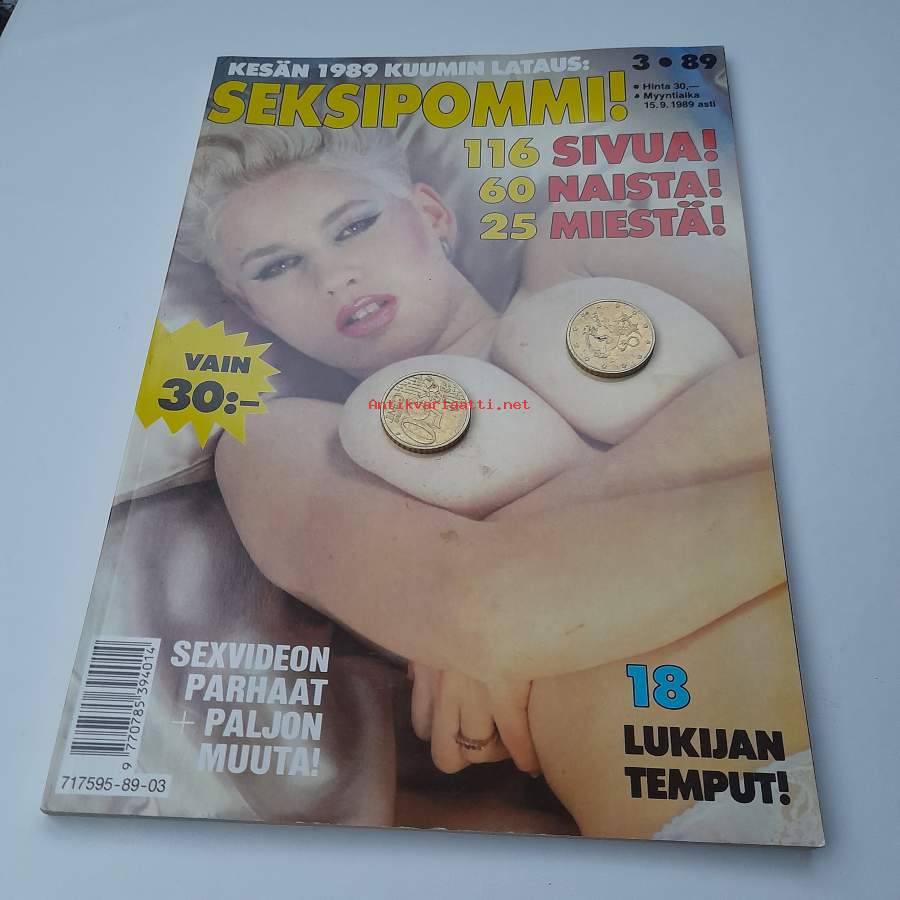 KESÄN 1989 KUUMIN LATAUS:
SEKSIPOMMI!
3 • 89
• Hinta 30,—
• Myyntiaika
15.9.1989 asti
116 SIVUA!
60 NAISTA!
25 MIESTÄ!
VAIN
30:–
Antikvariaatti.net
SEXVIDEON
PARHAAT
+ PALJON
MUUTA!
18
LUKIJAN
TEMPUT!
9 770785 394014
717595-89-03